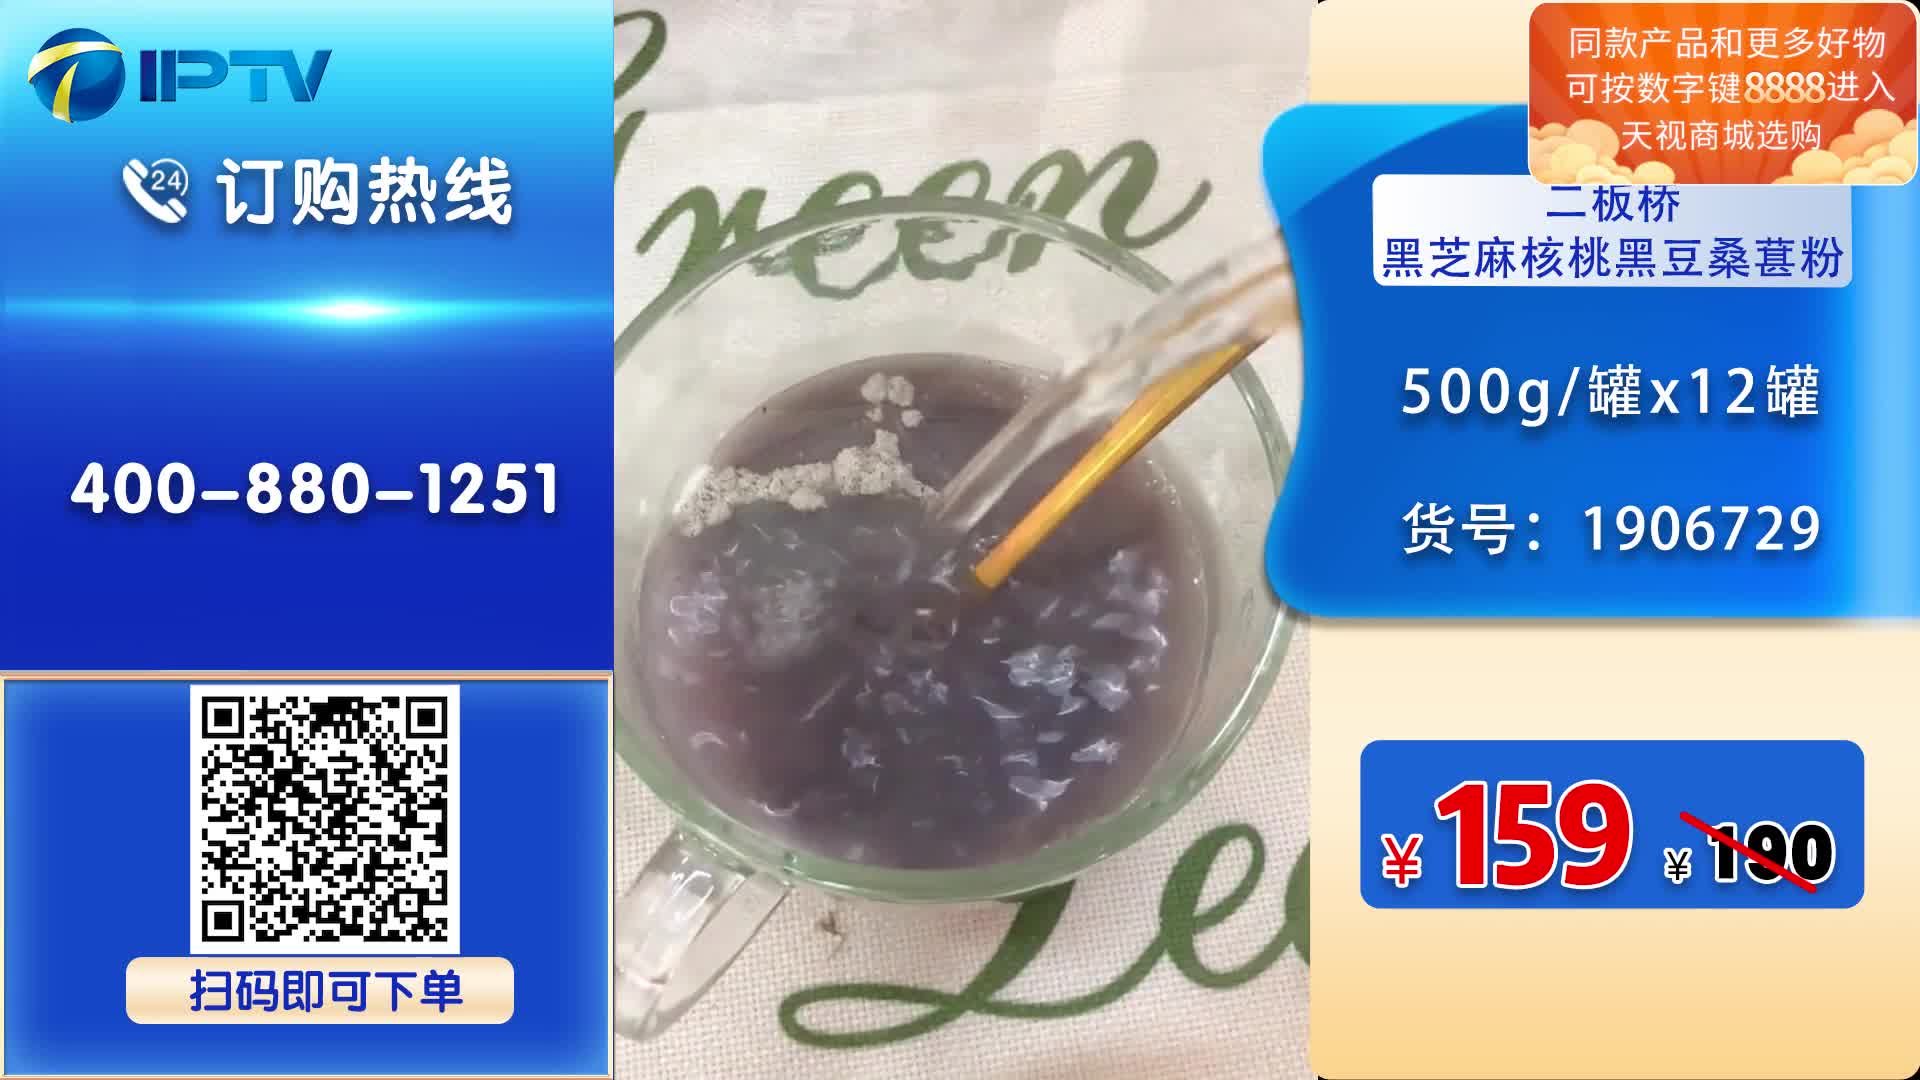 IPTV
24
订购热线
400-880-1251
扫码即可下单
Green
Lee
同款产品和更多好物
可按数字键8888进入
天视商城选购
二板桥
黑芝麻核桃黑豆桑葚粉
500g/罐x12罐
货号：1906729
¥159
¥190